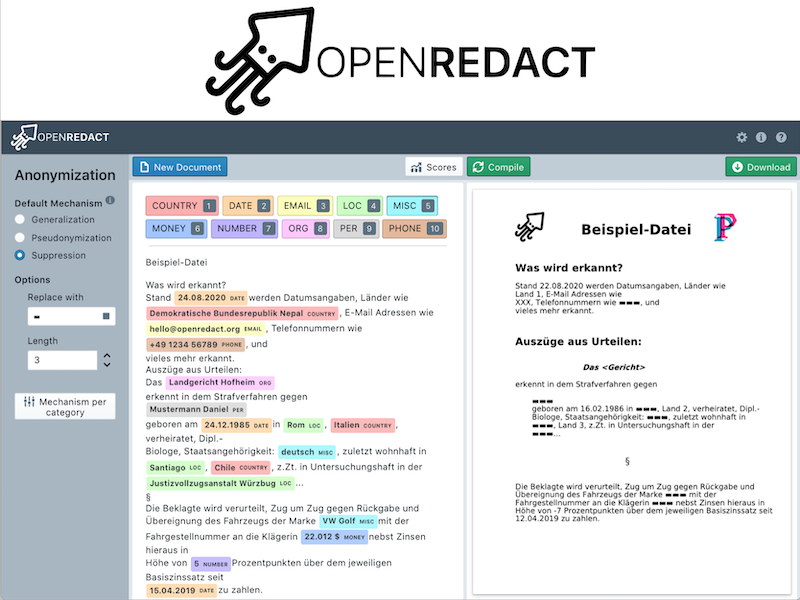 OPENREDACT
OPENREDACT
Anonymization
Default Mechanism
Generalization
Pseudonymization
Suppression
Options
Replace with
Length
3
Mechanism per
category
New Document
Scores
Compile
Download
COUNTRY 1 DATE 2 EMAIL 3 LOC 4 MISC 5
MONEY 6 NUMBER 7 ORG 8 PER 9 PHONE 10
Beispiel-Datei
Was wird erkannt?
Stand 24.08.2020 DATE werden Datumsangaben, Länder wie
Demokratische Bundesrepublik Nepal COUNTRY , E-Mail Adressen wie
hello@openredact.org EMAIL , Telefonnummern wie
+49 1234 56789 PHONE , und
vieles mehr erkannt.
Auszüge aus Urteilen:
Das Landgericht Hofheim ORG
erkennt in dem Strafverfahren gegen
Mustermann Daniel PER
geboren am 24.12.1985 DATE in Rom LOC , Italien COUNTRY ,
verheiratet, Dipl.-
Biologe, Staatsangehörigkeit: deutsch MISC , zuletzt wohnhaft in
Santiago LOC , Chile COUNTRY , z.Zt. in Untersuchungshaft in der
Justizvollzugsanstalt Würzbug LOC ...
§
Die Beklagte wird verurteilt, Zug um Zug gegen Rückgabe und
Übereignung des Fahrzeugs der Marke VW Golf MISC mit der
Fahrgestellnummer an die Klägerin 22.012 $ MONEY nebst Zinsen
hieraus in
Höhe von 5 NUMBER Prozentpunkten über dem jeweiligen
Basiszinssatz seit
15.04.2019 DATE zu zahlen.
Beispiel-Datei
Was wird erkannt?
Stand 22.08.2020 werden Datumsangaben, Länder wie
Land 1, E-Mail Adressen wie
XXX, Telefonnummern wie ▬▬▬, und
vieles mehr erkannt.
Auszüge aus Urteilen:
Das <Gericht>
erkennt in dem Strafverfahren gegen
▬▬▬
geboren am 16.02.1986 in ▬▬▬, Land 2, verheiratet, Dipl.-
Biologe, Staatsangehörigkeit: ▬▬▬, zuletzt wohnhaft in
▬▬▬, Land 3, z.Zt. in Untersuchungshaft in der
▬▬▬...
§
Die Beklagte wird verurteilt, Zug um Zug gegen Rückgabe und
Übereignung des Fahrzeugs der Marke ▬▬▬ mit der
Fahrgestellnummer an die Klägerin ▬▬▬ nebst Zinsen hieraus in
Höhe von -7 Prozentpunkten über dem jeweiligen Basiszinssatz seit
12.04.2019 zu zahlen.